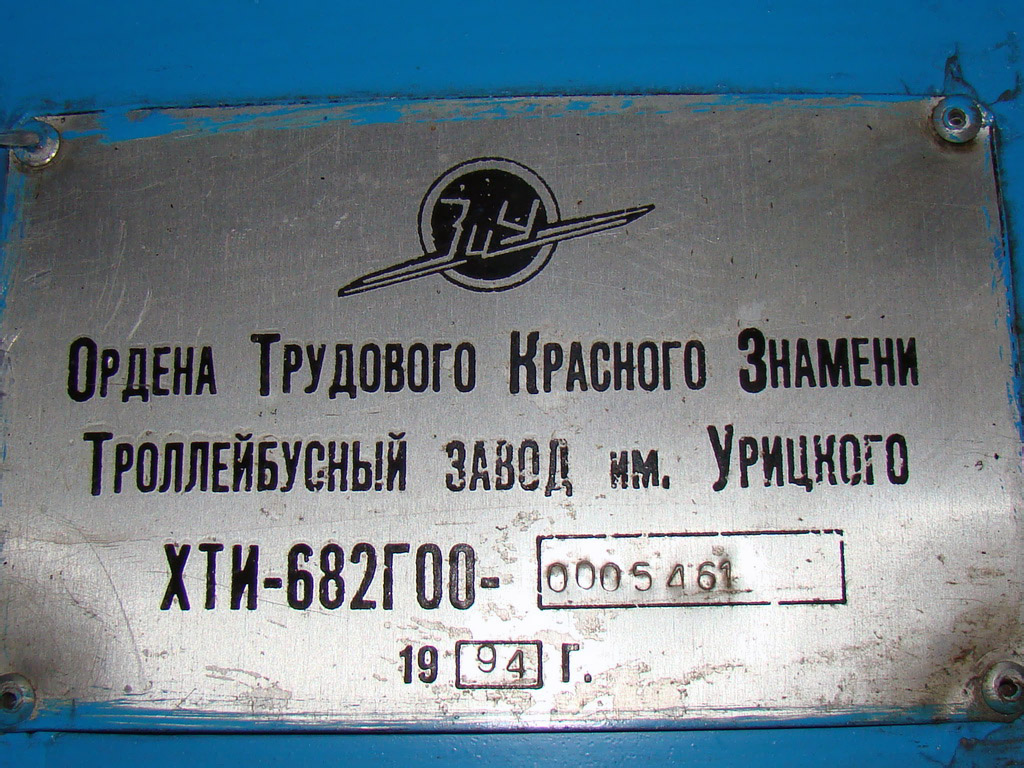 ЗИУ
Ордена Трудового Красного Знамени
Троллейбусный завод им. Урицкого
ХТИ-682Г00- 0005461
19 94 г.